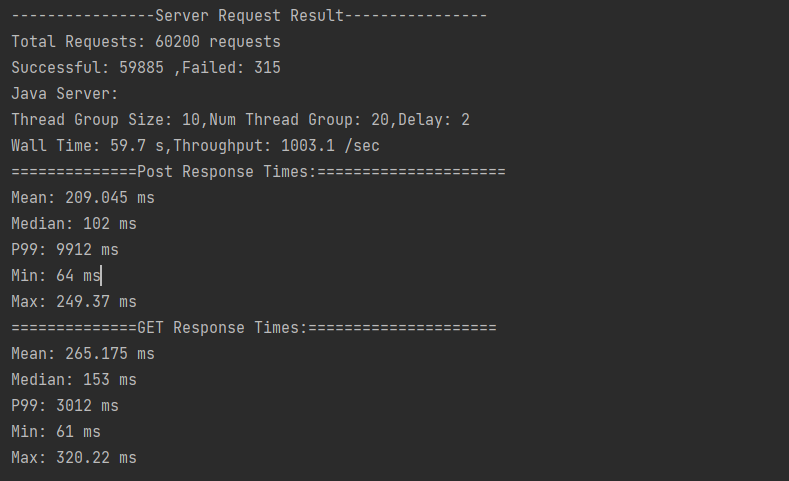 ----------------Server Request Result----------------
Total Requests: 60200 requests
Successful: 59885 ,Failed: 315
Java Server:
Thread Group Size: 10,Num Thread Group: 20,Delay: 2
Wall Time: 59.7 s,Throughput: 1003.1 /sec
==============Post Response Times:=====================
Mean: 209.045 ms
Median: 102 ms
P99: 9912 ms
Min: 64 ms
Max: 249.37 ms
==============GET Response Times:=====================
Mean: 265.175 ms
Median: 153 ms
P99: 3012 ms
Min: 61 ms
Max: 320.22 ms